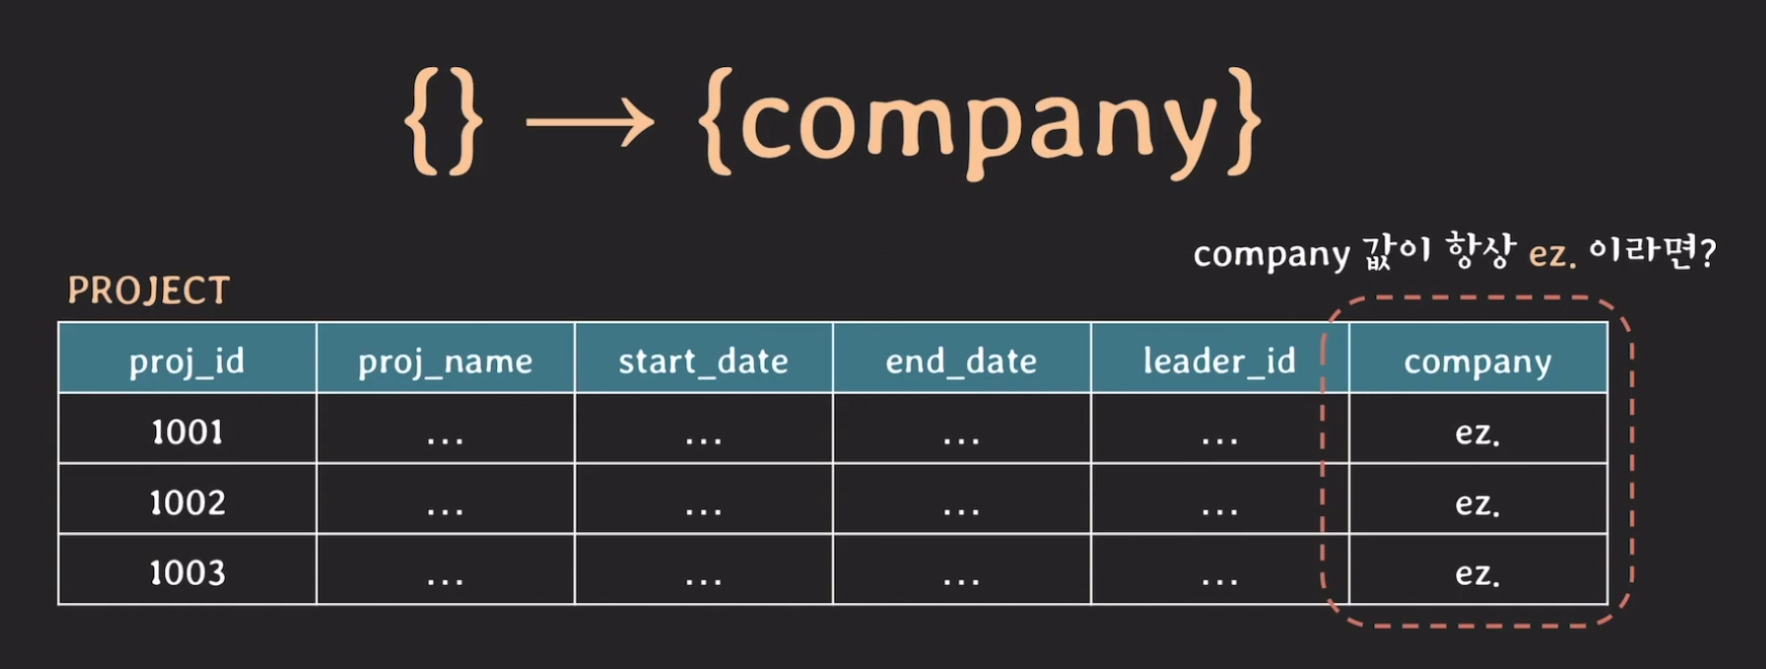 {} → {company}
company 값이 항상 ez. 이라면?
PROJECT
proj_id proj_name start_date end_date leader_id company
1001 ... ... ... ... ez.
1002 ... ... ... ... ez.
1003 ... ... ... ... ez.